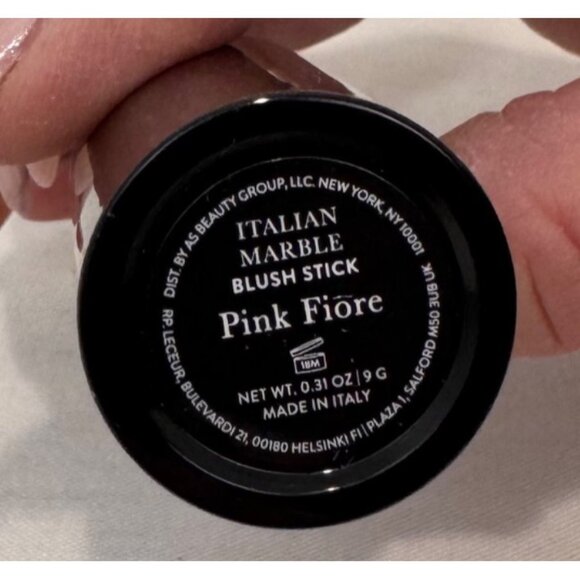 DIST. BY AS BEAUTY GROUP, LLC. NEW YORK, NY 10001
ITALIAN
MARBLE
BLUSH STICK
Pink Fiore
18M
NET WT. 0.31 OZ | 9 G
MADE IN ITALY
RP. LECEUR, BULEVARDI 21, 00180 HELSINKI FI | PLAZA 1, SALFORD M50 EUB UK